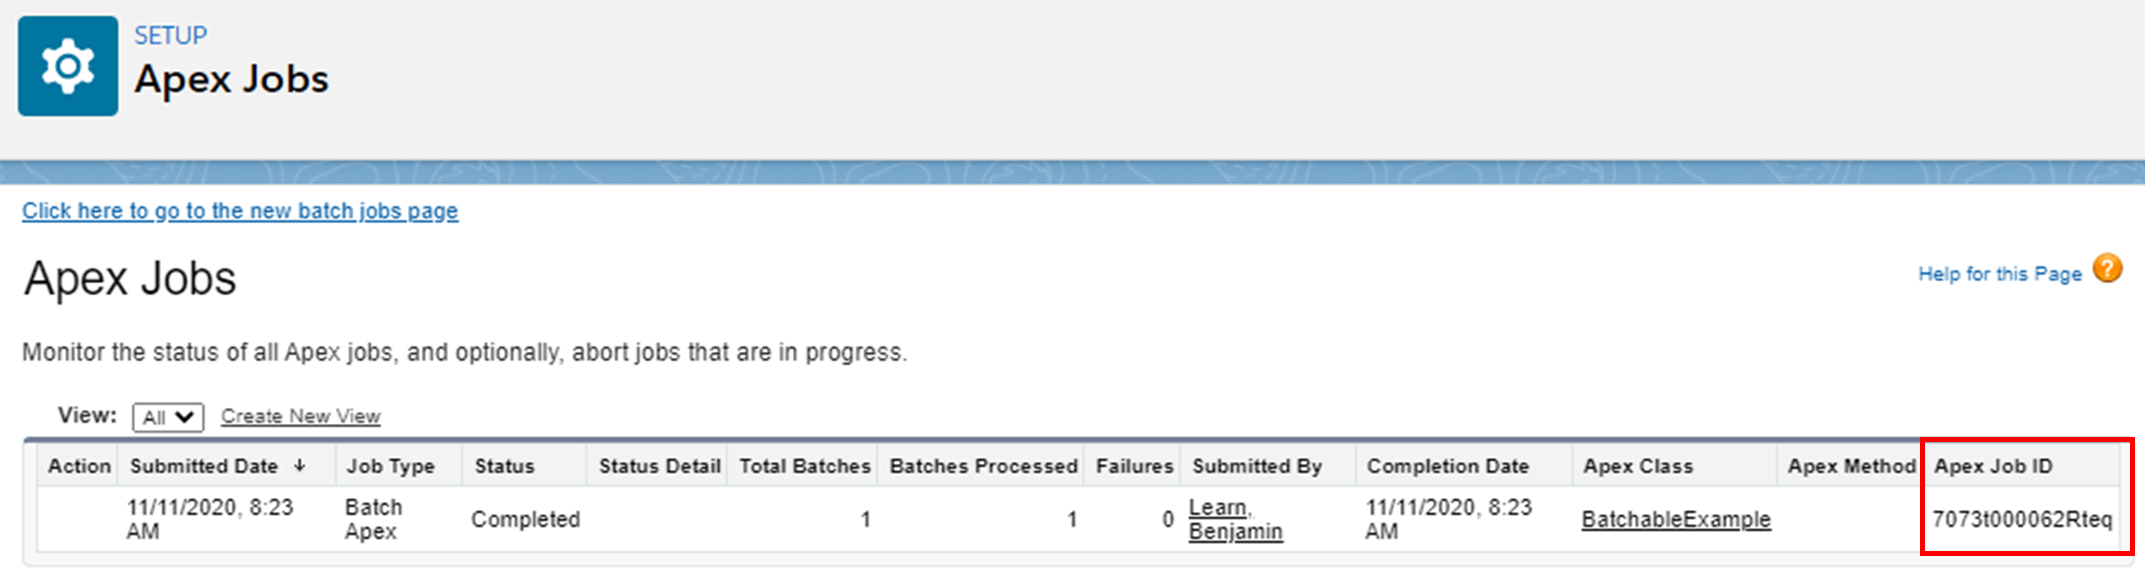 SETUP
Apex Jobs
Click here to go to the new batch jobs page
Apex Jobs
Help for this Page ?
Monitor the status of all Apex jobs, and optionally, abort jobs that are in progress.
View: All Create New View
Action Submitted Date ↓ Job Type Status Status Detail Total Batches Batches Processed Failures Submitted By Completion Date Apex Class Apex Method Apex Job ID
11/11/2020, 8:23 AM Batch Apex Completed 1 1 0 Learn, Benjamin 11/11/2020, 8:23 AM BatchableExample 7073t000062Rteq